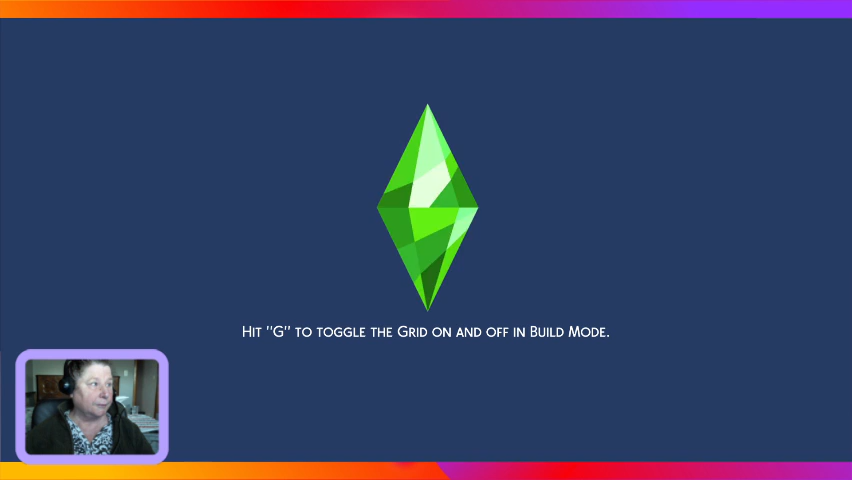 Hit "G" to toggle the Grid on and off in Build Mode.